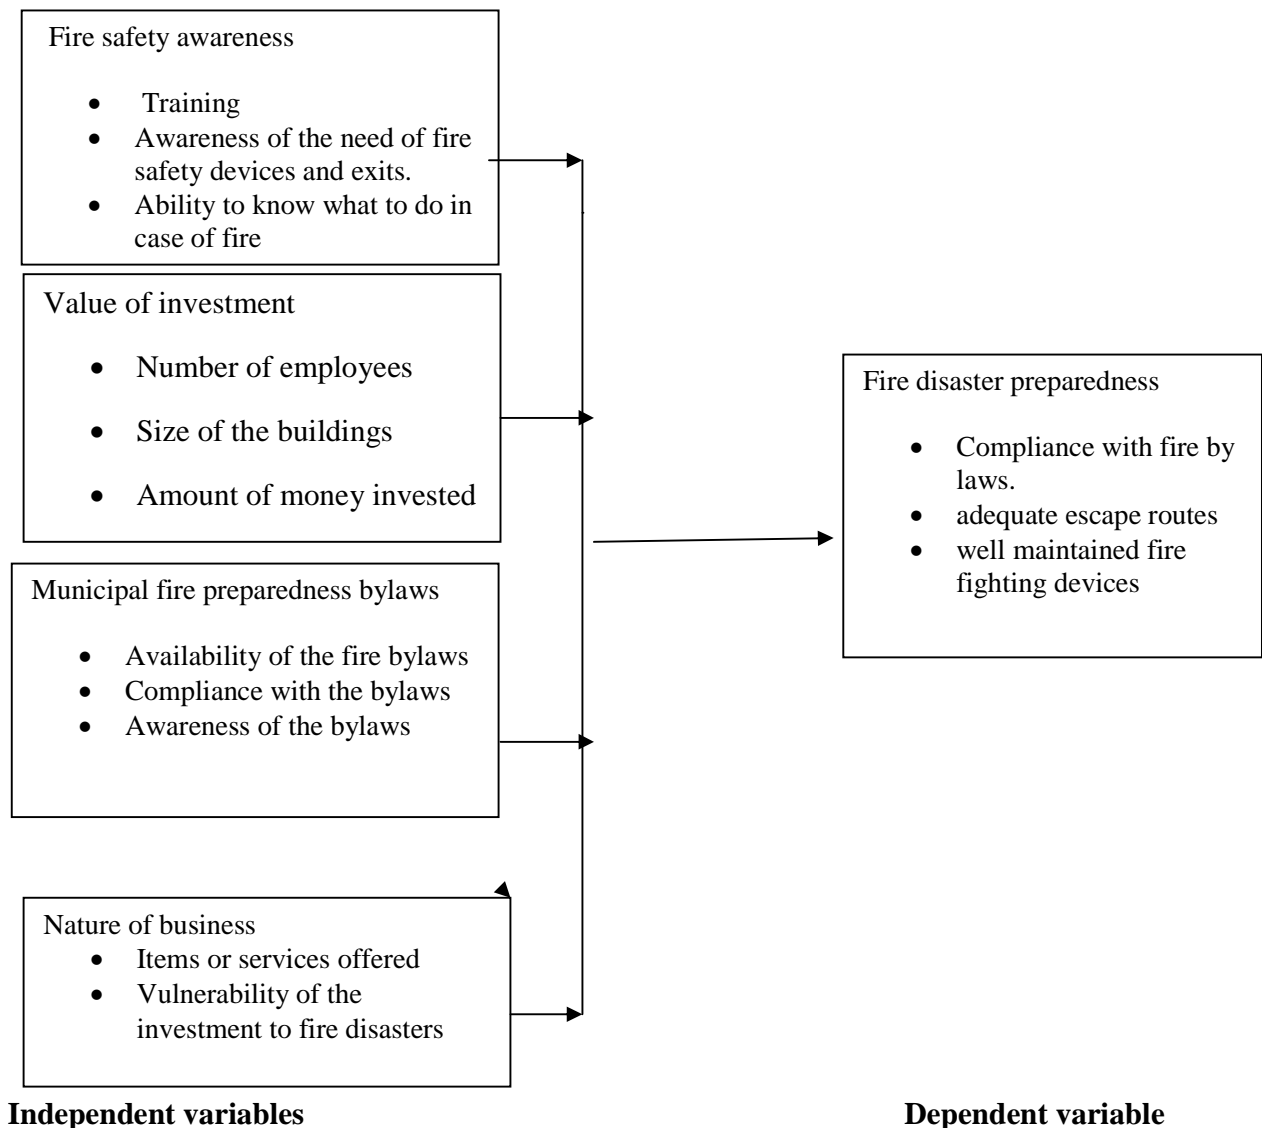 Fire safety awareness
• Training
• Awareness of the need of fire
safety devices and exits.
• Ability to know what to do in
case of fire
Value of investment
• Number of employees
• Size of the buildings
• Amount of money invested
Municipal fire preparedness bylaws
• Availability of the fire bylaws
• Compliance with the bylaws
• Awareness of the bylaws
Nature of business
• Items or services offered
• Vulnerability of the
investment to fire disasters
Independent variables
Fire disaster preparedness
• Compliance with fire by
laws.
• adequate escape routes
• well maintained fire
fighting devices
Dependent variable